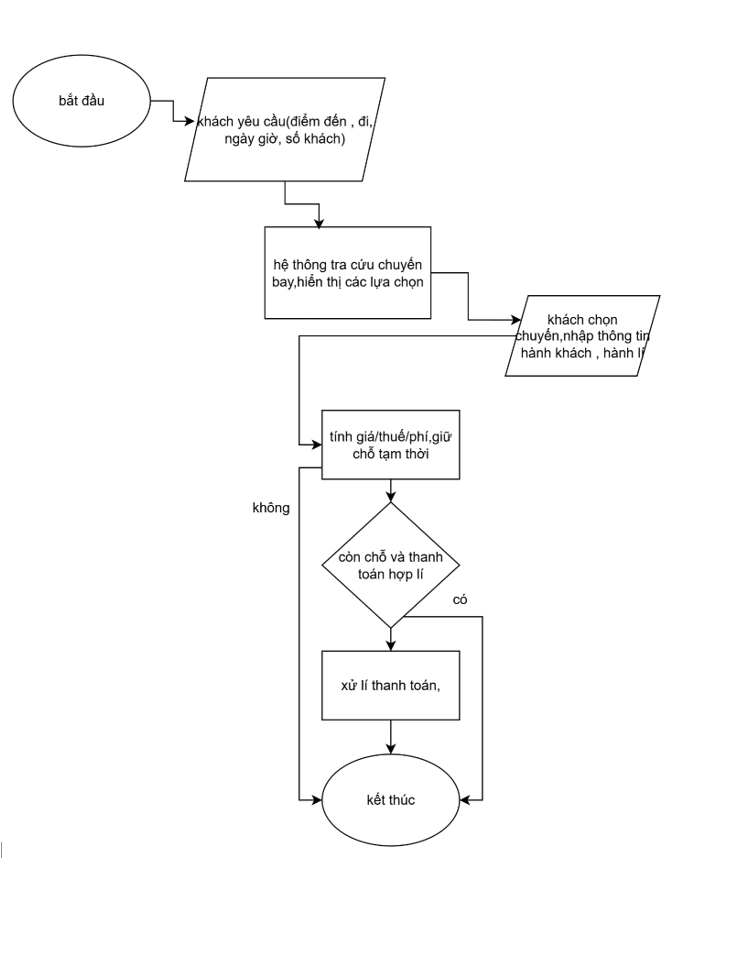 bắt đầu
khách yêu cầu(điểm đến , đi,
ngày giờ, số khách)
hệ thông tra cứu chuyến
bay,hiển thị các lựa chọn
khách chọn
chuyến,nhập thông tin
hành khách , hành lí
tính giá/thuế/phí,giữ
chỗ tạm thời
không
còn chỗ và thanh
toán hợp lí
có
xử lí thanh toán,
kết thúc